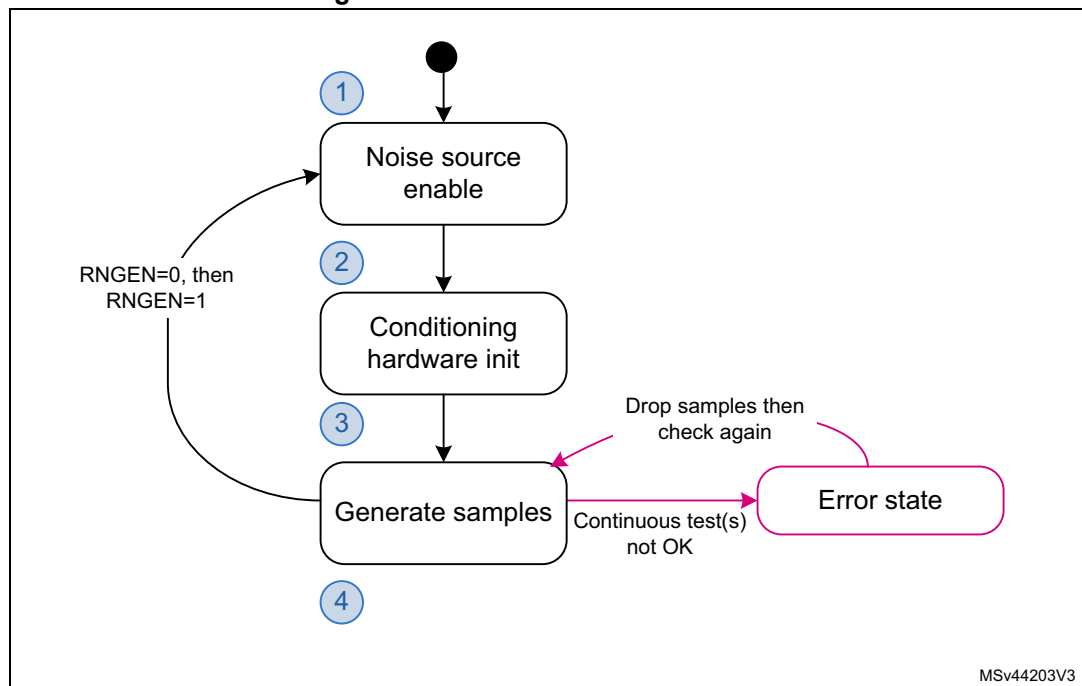 g
1
Noise source
enable
2
RNGEN=0, then
RNGEN=1
Conditioning
hardware init
3
Drop samples then
check again
Generate samples
Continuous test(s)
not OK
Error state
4
MSv44203V3